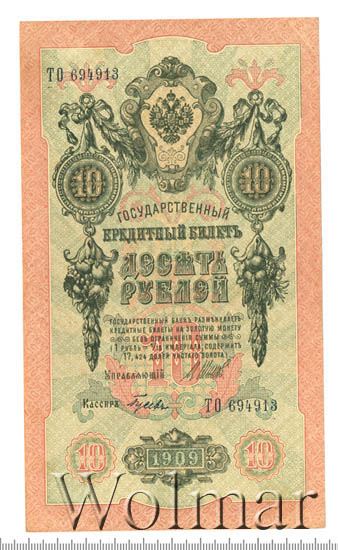 ТО 694913
10 10
ГОСУДАРСТВЕННЫЙ
КРЕДИТНЫЙ БИЛЕТЪ
ДЕСЯТЬ
РУБЛЕЙ
ГОСУДАРСТВЕННЫЙ БАНКЪ РАЗМѢНИВАЕТЪ
КРЕДИТНЫЕ БИЛЕТЫ НА ЗОЛОТУЮ МОНЕТУ
БЕЗЪ ОГРАНИЧЕНІЯ СУММЫ
(1 РУБЛЬ = 1/15 ИМПЕРІАЛА, СОДЕРЖИТЪ
17,424 ДОЛЕЙ ЧИСТАГО ЗОЛОТА)
УПРАВЛЯЮЩІЙ
10
Кассиръ
ТО 694913
10 1909 10
Wolmar